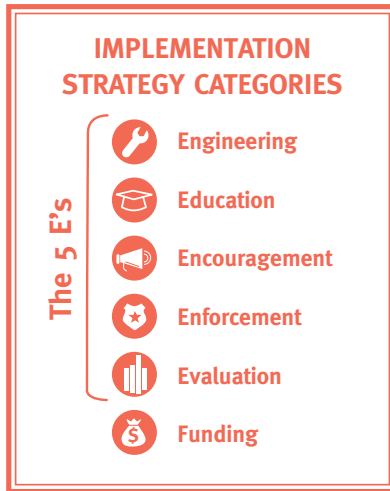 IMPLEMENTATION
STRATEGY CATEGORIES
The 5 E's
Engineering
Education
Encouragement
Enforcement
Evaluation
$
Funding